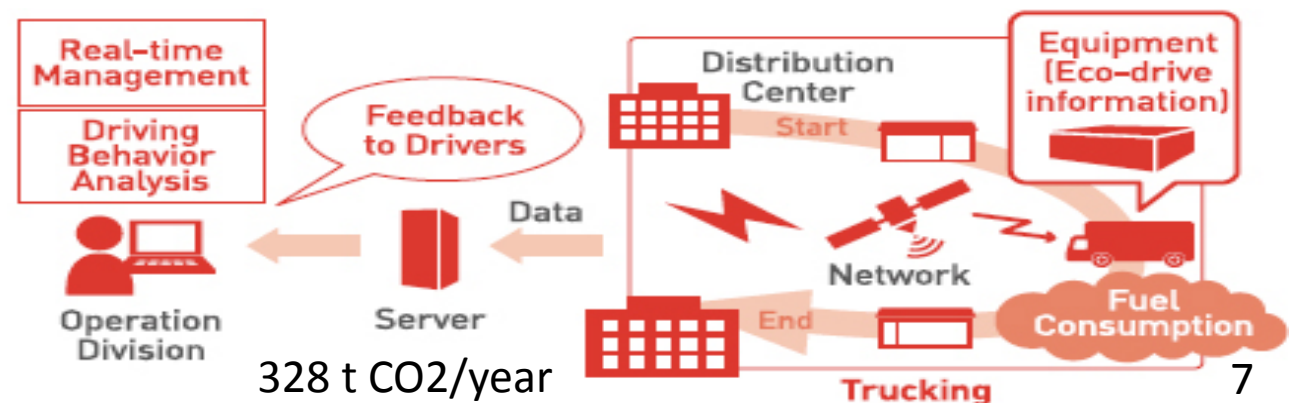 Real-time
Management
Driving
Behavior
Analysis
Operation
Division
Feedback
to Drivers
Server
Data
328 t CO2/year
Distribution
Center
Start
Network
End
Equipment
(Eco-drive
information)
Fuel
Consumption
Trucking
7